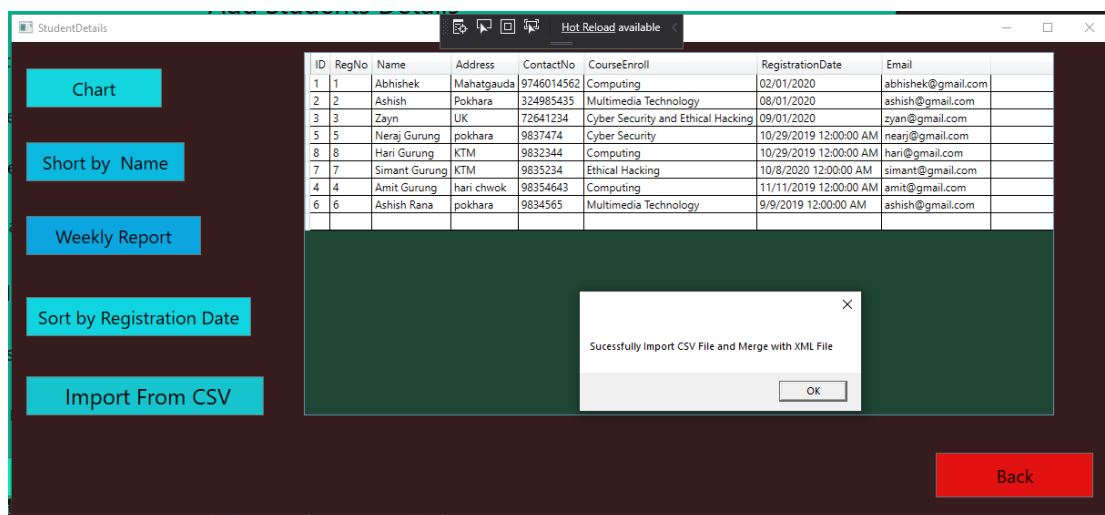 Add Students Details
StudentDetails
Hot Reload available
Chart
Short by Name
Weekly Report
Sort by Registration Date
Import From CSV
ID RegNo Name Address ContactNo CourseEnroll RegistrationDate Email
1 1 Abhishek Mahatgauda 9746014562 Computing 02/01/2020 abhishek@gmail.com
2 2 Ashish Pokhara 324985435 Multimedia Technology 08/01/2020 ashish@gmail.com
3 3 Zayn UK 72641234 Cyber Security and Ethical Hacking 09/01/2020 zyan@gmail.com
5 5 Neraj Gurung pokhara 9837474 Cyber Security 10/29/2019 12:00:00 AM nearj@gmail.com
8 8 Hari Gurung KTM 9832344 Computing 10/29/2019 12:00:00 AM hari@gmail.com
7 7 Simant Gurung KTM 9835234 Ethical Hacking 10/8/2020 12:00:00 AM simant@gmail.com
4 4 Amit Gurung hari chwok 98354643 Computing 11/11/2019 12:00:00 AM amit@gmail.com
6 6 Ashish Rana pokhara 9834565 Multimedia Technology 9/9/2019 12:00:00 AM ashish@gmail.com
Sucessfully Import CSV File and Merge with XML File
OK
Back